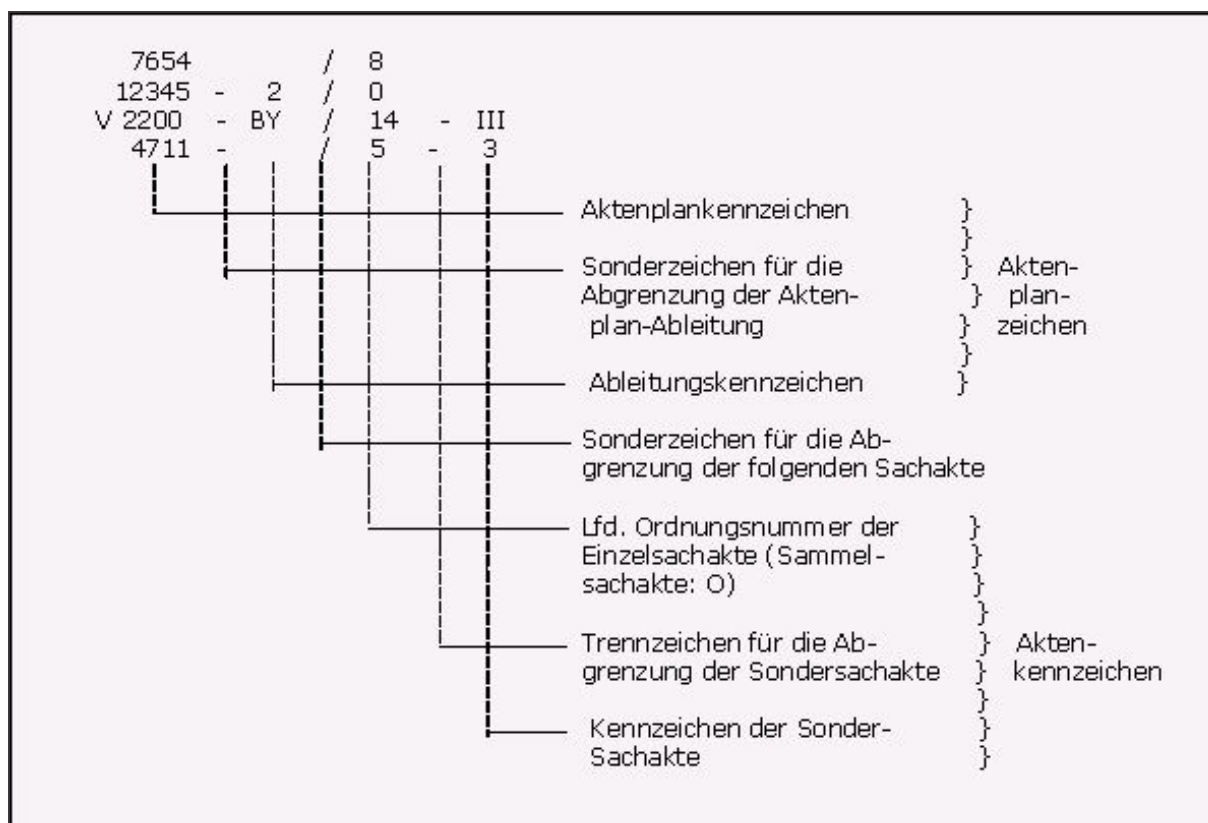 7654 / 8
12345 - 2 / 0
V 2200 - BY / 14 - III
4711 - / 5 - 3
Aktenplankennzeichen }
}
Sonderzeichen für die } Akten-
Abgrenzung der Akten- } plan-
plan-Ableitung } zeichen
}
Ableitungskennzeichen }
Sonderzeichen für die Ab-
grenzung der folgenden Sachakte
Lfd. Ordnungsnummer der }
Einzelsachakte (Sammel- }
sachakte: O) }
}
Trennzeichen für die Ab- } Akten-
grenzung der Sondersachakte } kennzeichen
}
Kennzeichen der Sonder- }
Sachakte }